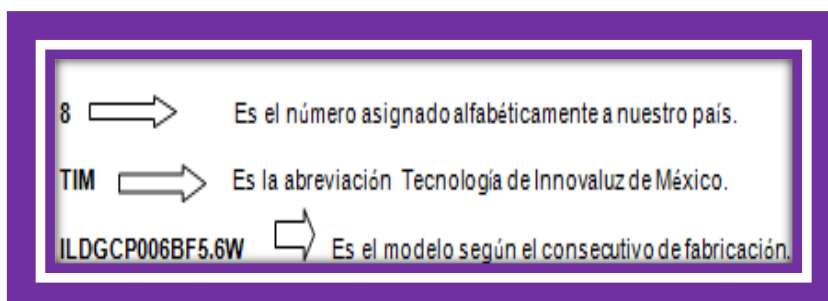 8 Es el número asignado alfabéticamente a nuestro país.
TIM Es la abreviación Tecnología de Innovaluz de México.
ILDGCP006BF5.6W Es el modelo según el consecutivo de fabricación.